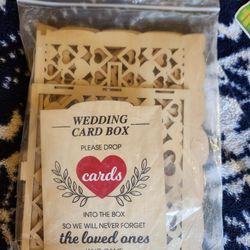 WEDDING
CARD BOX
PLEASE DROP
cards
INTO THE BOX
SO WE WILL NEVER FORGET
the loved ones